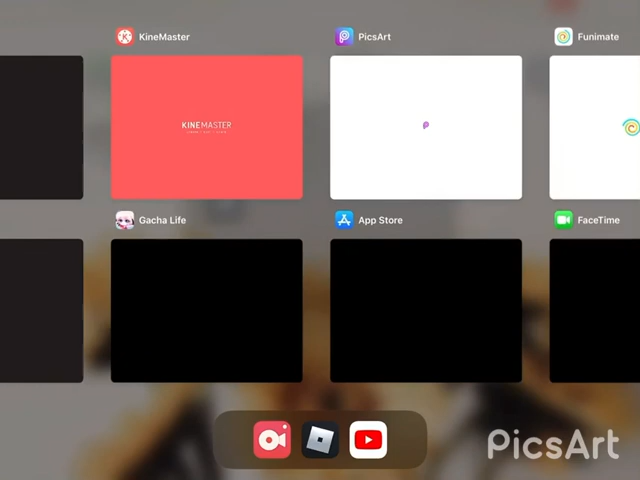 KineMaster
PicsArt
Funimate
KINEMASTER
Gacha Life
App Store
FaceTime
PicsArt